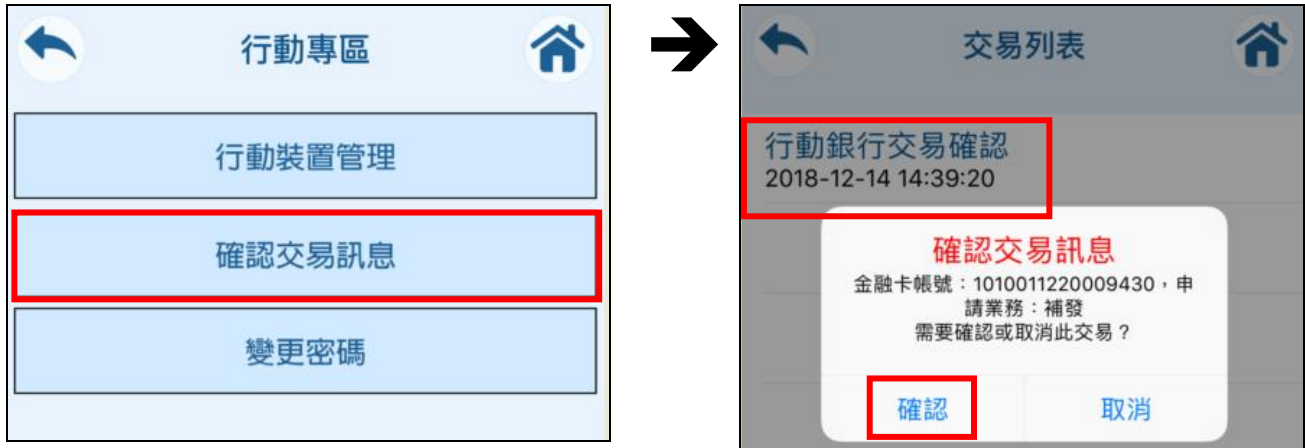 行動專區
行動裝置管理
確認交易訊息
變更密碼
交易列表
行動銀行交易確認
2018-12-14 14:39:20
確認交易訊息
金融卡帳號：1010011220009430，申
請業務：補發
需要確認或取消此交易？
確認
取消